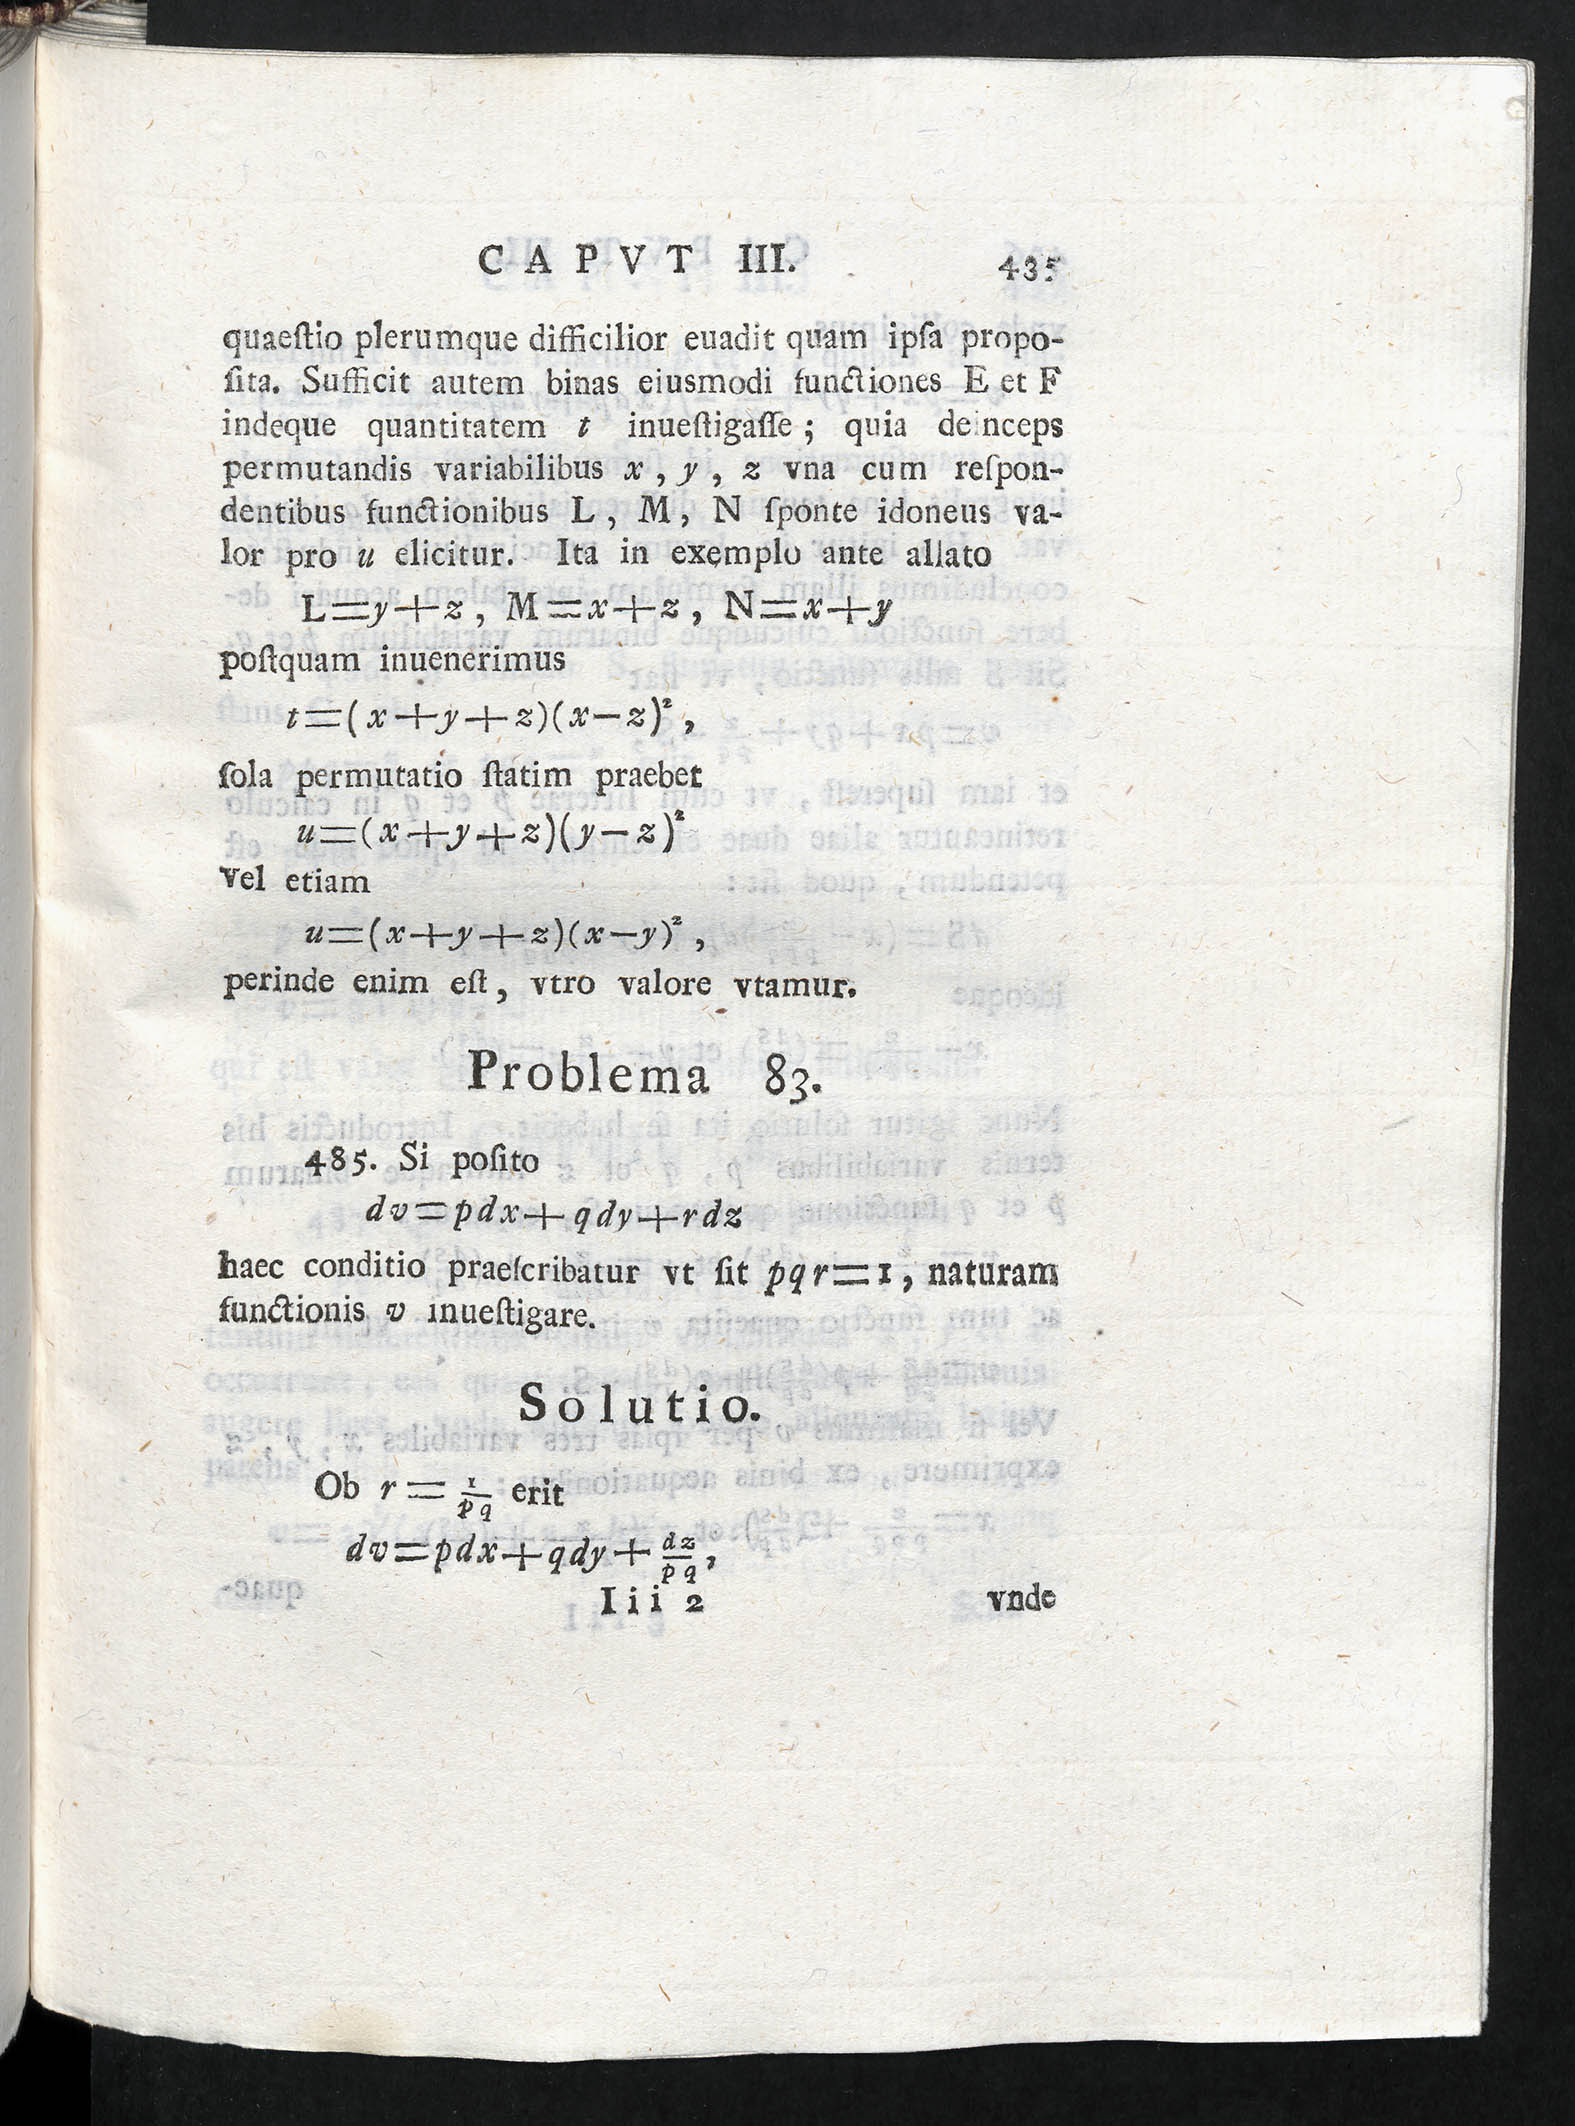 CAPVT III. 435
quaeſtio plerumque difficilior euadit quam ipſa propo-
ſita. Sufficit autem binas eiusmodi functiones E et F
indeque quantitatem t inueſtigaſſe; quia deinceps
permutandis variabilibus x, y, z vna cum reſpon-
dentibus functionibus L, M, N ſponte idoneus va-
lor pro u elicitur. Ita in exemplo ante allato
L=y+z, M=x+z, N=x+y
poſtquam inuenerimus
t=(x+y+z)(x−z)²,
ſola permutatio ſtatim praebet
u=(x+y+z)(y−z)²
vel etiam
u=(x+y+z)(x−y)²,
perinde enim eſt, vtro valore vtamur.
Problema 83.
485. Si poſito
dv=pdx+qdy+rdz
haec conditio praeſcribatur vt ſit pqr=1, naturam
functionis v inueſtigare.
Solutio.
Ob r=1/pq erit
dv=pdx+qdy+dz/pq,
Iii 2 vnde